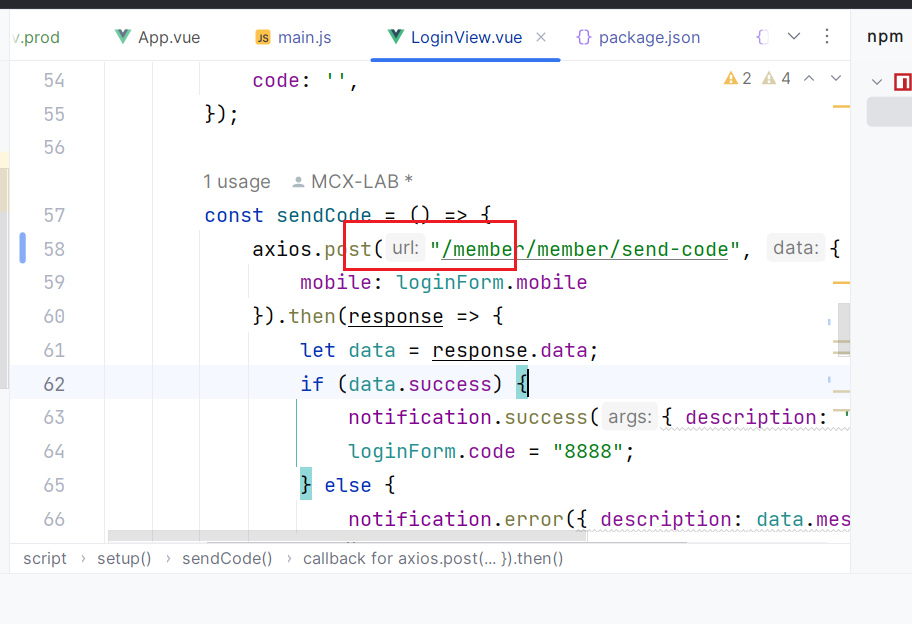 v.prod App.vue JS main.js LoginView.vue × {} package.json {} npm
54 code: '', 2 4
55 });
56
1 usage MCX-LAB *
57 const sendCode = () => {
58 axios.post( url: "/member/member/send-code", data: {
59 mobile: loginForm.mobile
60 }).then(response => {
61 let data = response.data;
62 if (data.success) {
63 notification.success( args: { description: '
64 loginForm.code = "8888";
65 } else {
66 notification.error({ description: data.mes
script › setup() › sendCode() › callback for axios.post(... }).then()